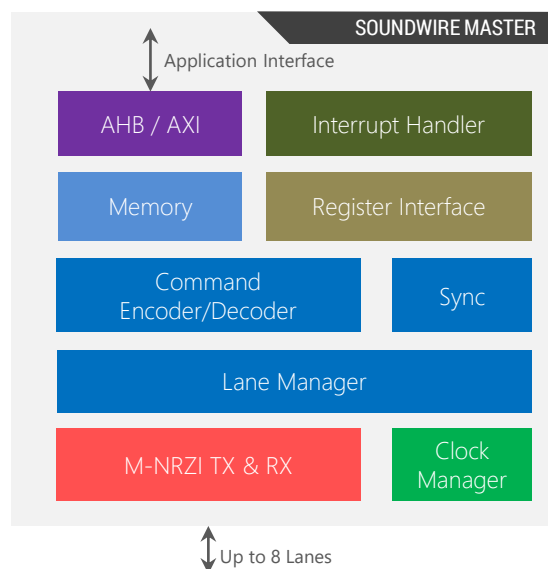 SOUNDWIRE MASTER
Application Interface
AHB / AXI
Interrupt Handler
Memory
Register Interface
Command
Encoder/Decoder
Sync
Lane Manager
M-NRZI TX & RX
Clock
Manager
Up to 8 Lanes